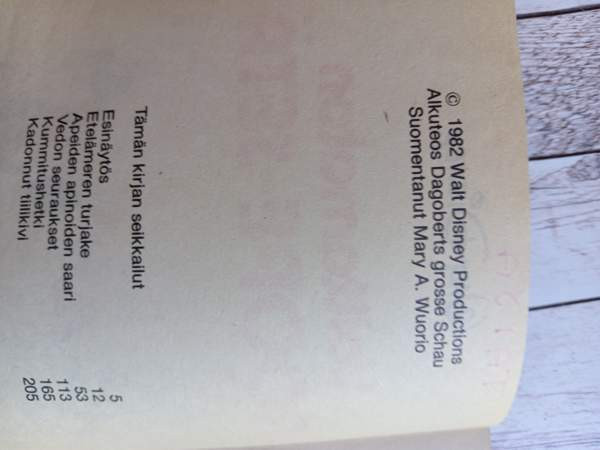 © 1982 Walt Disney Productions
Alkuteos Dagoberts grosse Schau
Suomentanut Mary A. Wuorio
Tämän kirjan seikkailut
Esinäytös 5
Etelämeren turjake 12
Apeiden apinoiden saari 53
Vedon seuraukset 113
Kummitushetki 165
Kadonnut tiilikivi 205